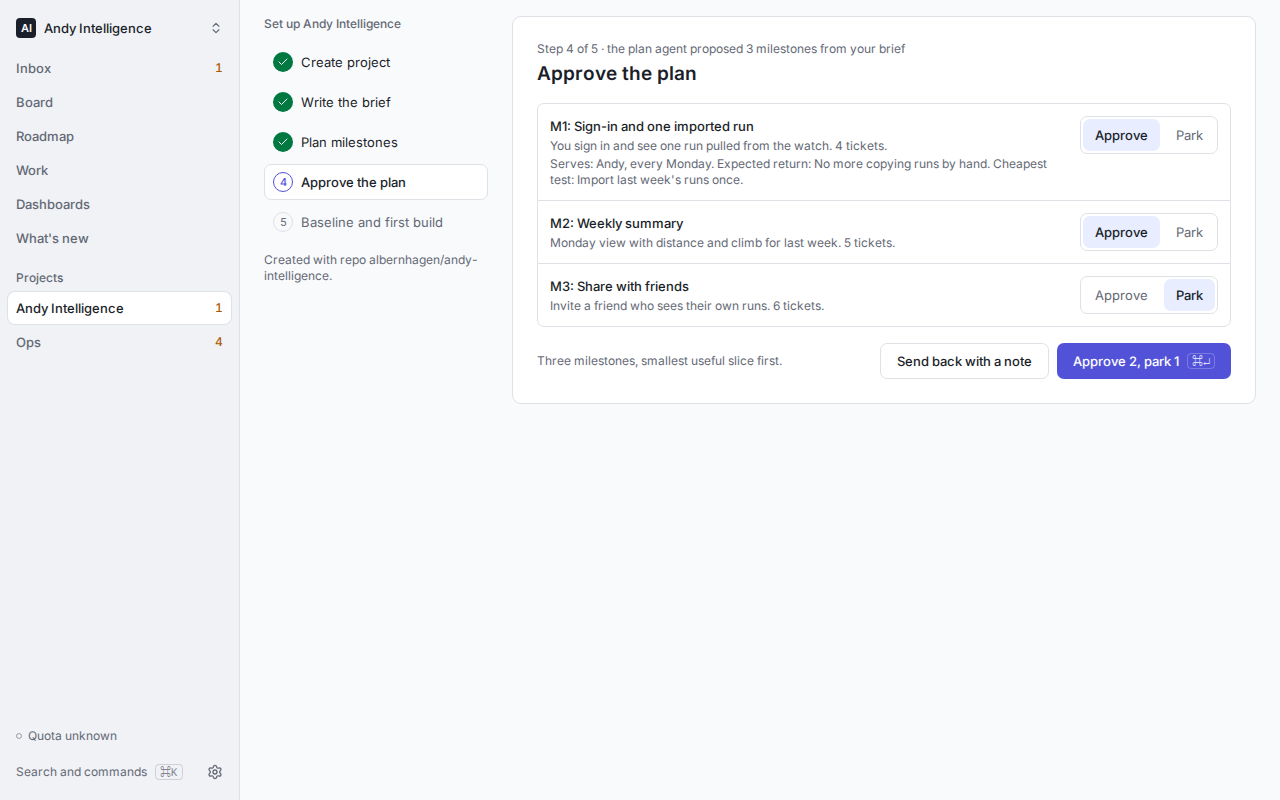 AI Andy Intelligence
Inbox 1
Board
Roadmap
Work
Dashboards
What's new
Projects
Andy Intelligence 1
Ops 4
Quota unknown
Search and commands ⌘K
Set up Andy Intelligence
Create project
Write the brief
Plan milestones
4 Approve the plan
5 Baseline and first build
Created with repo albernhagen/andy-
intelligence.
Step 4 of 5 · the plan agent proposed 3 milestones from your brief
Approve the plan
M1: Sign-in and one imported run
You sign in and see one run pulled from the watch. 4 tickets.
Serves: Andy, every Monday. Expected return: No more copying runs by hand. Cheapest
test: Import last week's runs once.
Approve Park
M2: Weekly summary
Monday view with distance and climb for last week. 5 tickets.
Approve Park
M3: Share with friends
Invite a friend who sees their own runs. 6 tickets.
Approve Park
Three milestones, smallest useful slice first.
Send back with a note
Approve 2, park 1 ⌘↵